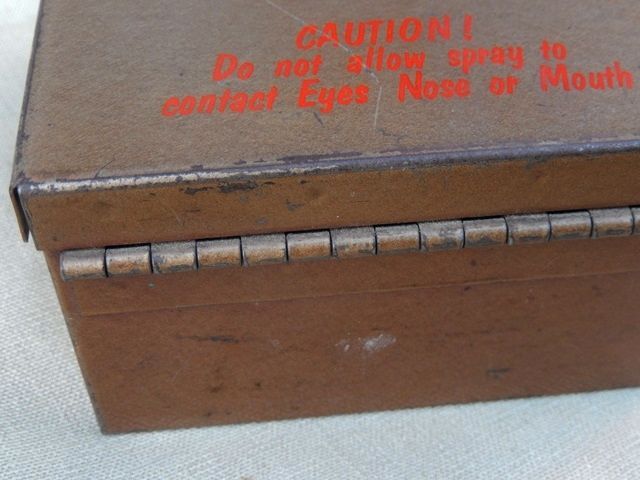 CAUTION!
Do not allow spray to
contact Eyes Nose or Mouth